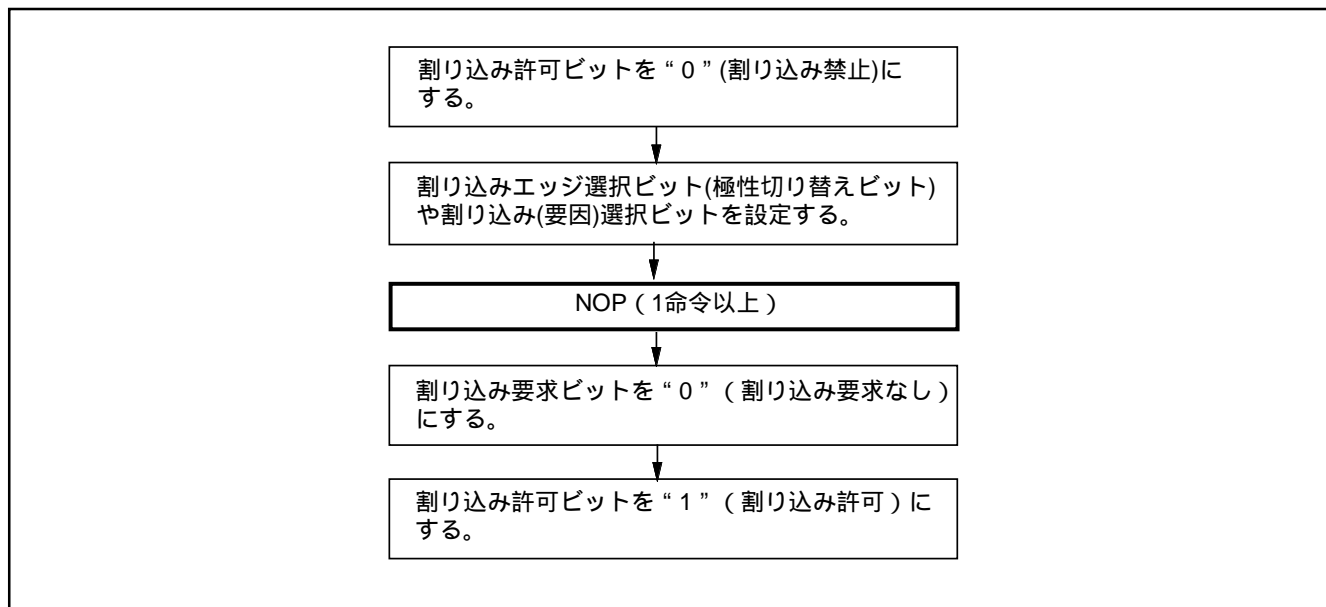 割り込み許可ビットを“0”(割り込み禁止)に
する。
割り込みエッジ選択ビット(極性切り替えビット)
や割り込み(要因)選択ビットを設定する。
NOP（1命令以上）
割り込み要求ビットを“0”（割り込み要求なし）
にする。
割り込み許可ビットを“1”（割り込み許可）に
する。